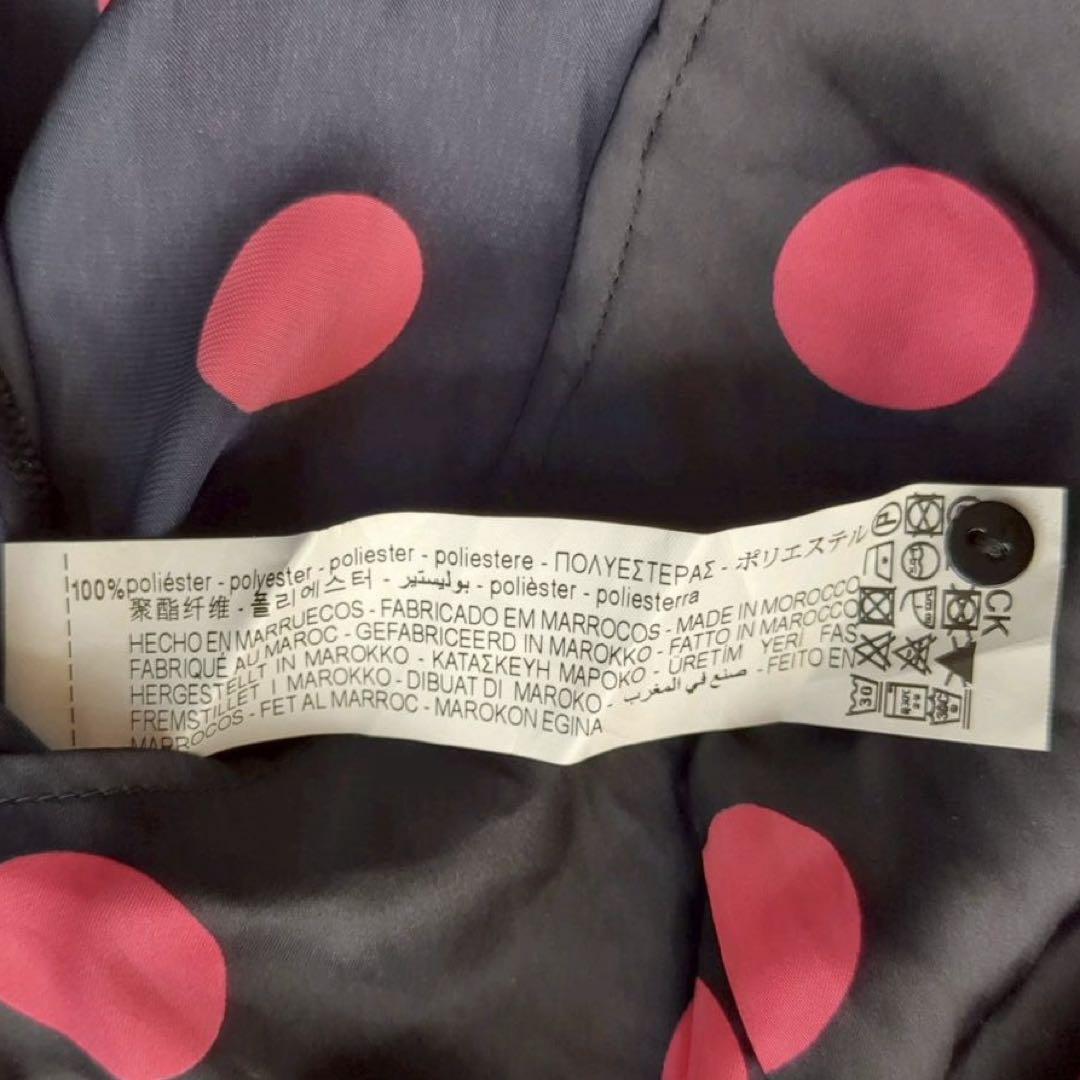 100% poliéster - polyester - poliester - poliestere - ΠΟΛΥΕΣΤΕΡΑΣ - ポリエステル
聚酯纤维 - 폴리에스터 - بوليستير - polièster - poliesterra
HECHO EN MARRUECOS - FABRICADO EM MARROCOS - MADE IN MOROCCO
FABRIQUÉ AU MAROC - GEFABRICEERD IN MAROKKO - FATTO IN MAROCCO
HERGESTELLT IN MAROKKO - ΚΑΤΑΣΚΕΥΗ ΜΑΡΟΚΟ - ÜRETİM YERİ FAS
FREMSTILLET I MAROKKO - DIBUAT DI MAROKO - صنع في المغرب - FEITO EN
MARROCOS - FET AL MARROC - MAROKON EGINA
P
30
CK